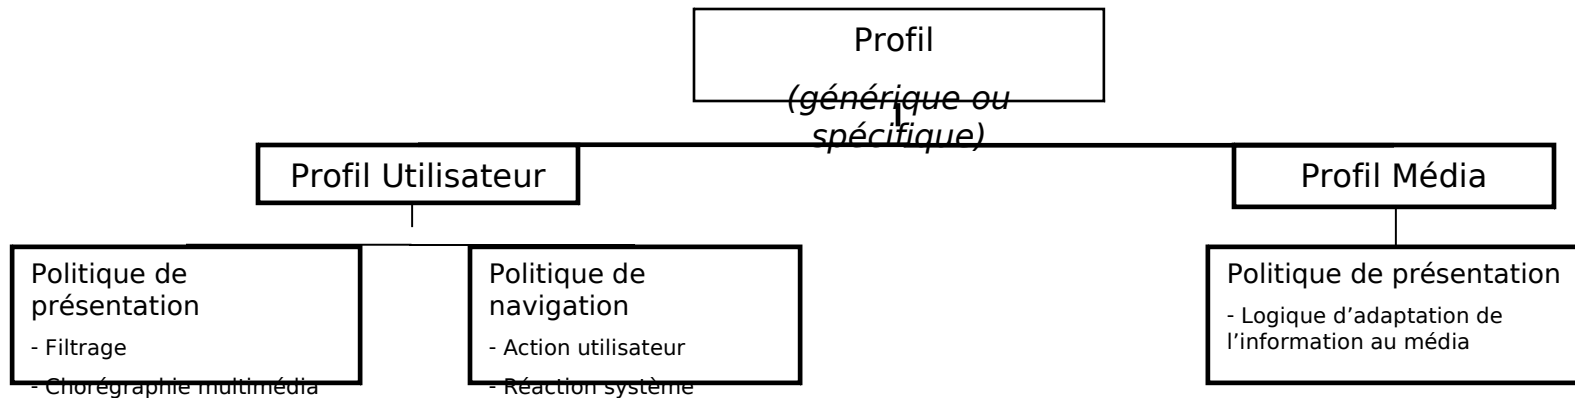 Profil
(générique ou
spécifique)
Profil Utilisateur
Profil Média
Politique de
présentation
- Filtrage
- Chorégraphie multimédia
Politique de
navigation
- Action utilisateur
- Réaction système
Politique de présentation
- Logique d’adaptation de
l’information au média